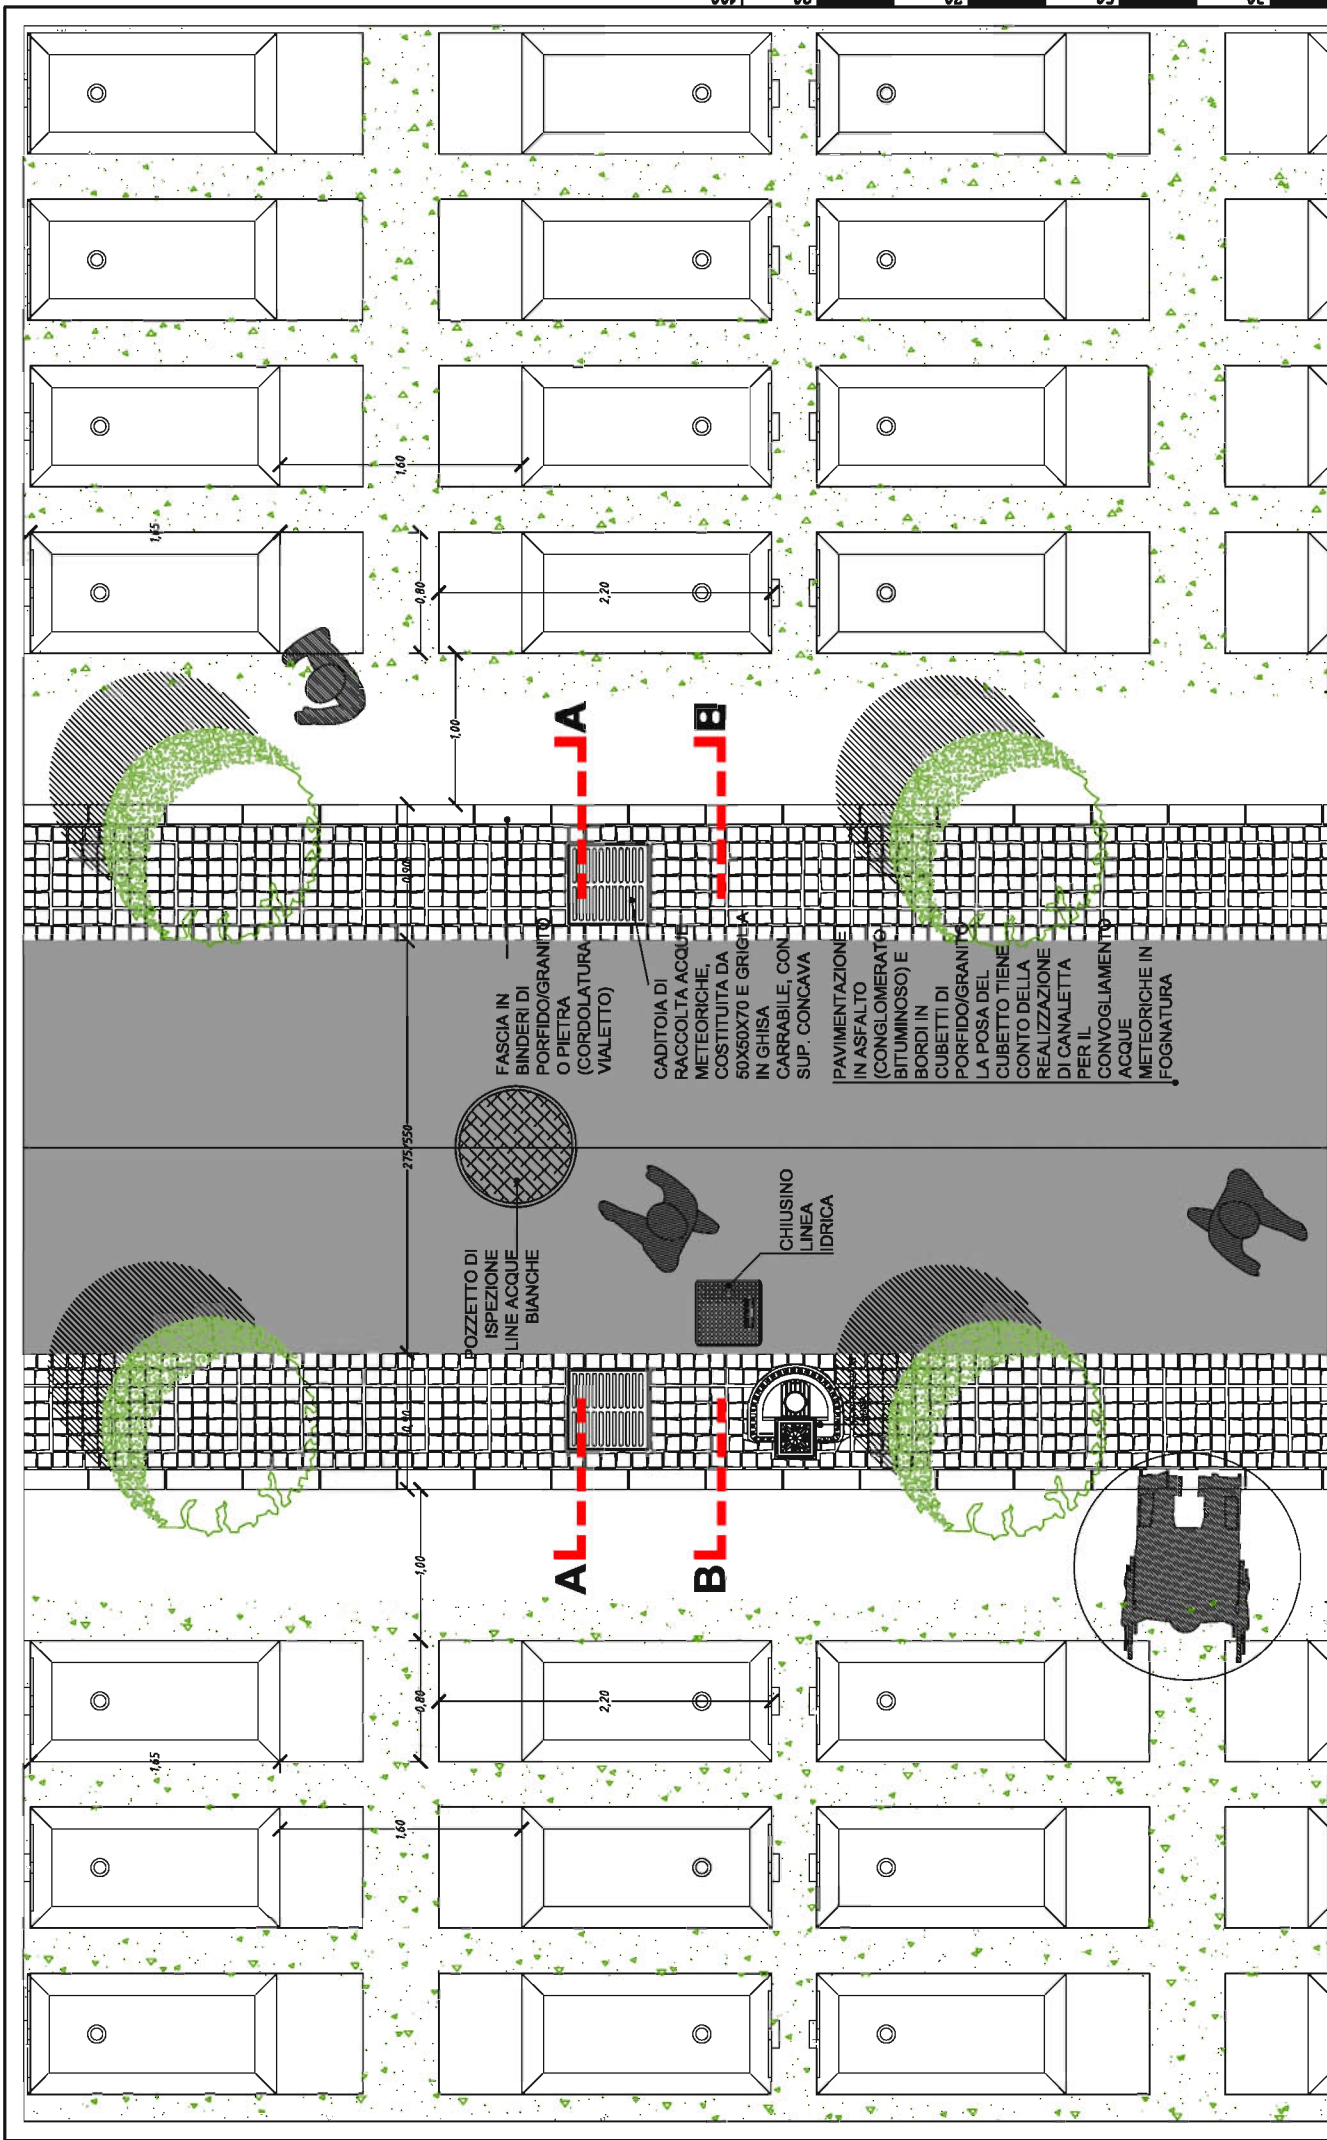 FASCIA IN
BINDERI DI
PORFIDO/GRANITO
O PIETRA
(CORDOLATURA
VIALETTO)
CADITOIA DI
RACCOLTA ACQUE
METEORICHE,
COSTITUITA DA
50X50X70 E GRIGLIA
IN GHISA
CARRABILE, CON
SUP. CONCAVA
PAVIMENTAZIONE
IN ASFALTO
(CONGLOMERATO
BITUMINOSO) E
BORDI IN
CUBETTI DI
PORFIDO/GRANITO
LA POSA DEL
CUBETTO TIENE
CONTO DELLA
REALIZZAZIONE
DI CANALETTA
PER IL
CONVOGLIAMENTO
ACQUE
METEORICHE IN
FOGNATURA
POZZETTO DI
ISPEZIONE
LINE ACQUE
BIANCHE
CHIUSINO
LINEA
IDRICA
A
A
B
1,65
1,60
0,80
2,20
1,00
0,90
275/550
1,00
0,80
2,20
1,65
1,60